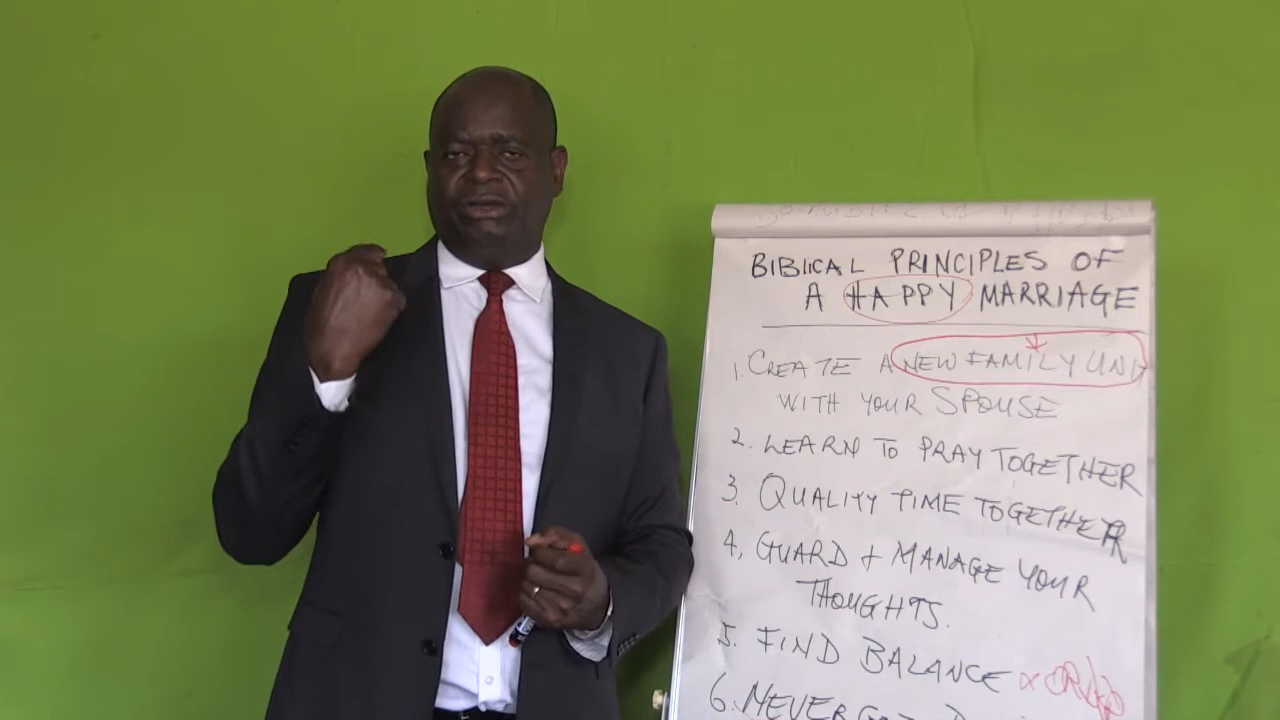 BIBLICAL PRINCIPLES OF
A HAPPY MARRIAGE
1. CREATE A NEW FAMILY UNIT
WITH YOUR SPOUSE
2. LEARN TO PRAY TOGETHER
3. QUALITY TIME TOGETHER
4, GUARD + MANAGE YOUR
THOUGHTS.
5. FIND BALANCE
6. NEVER